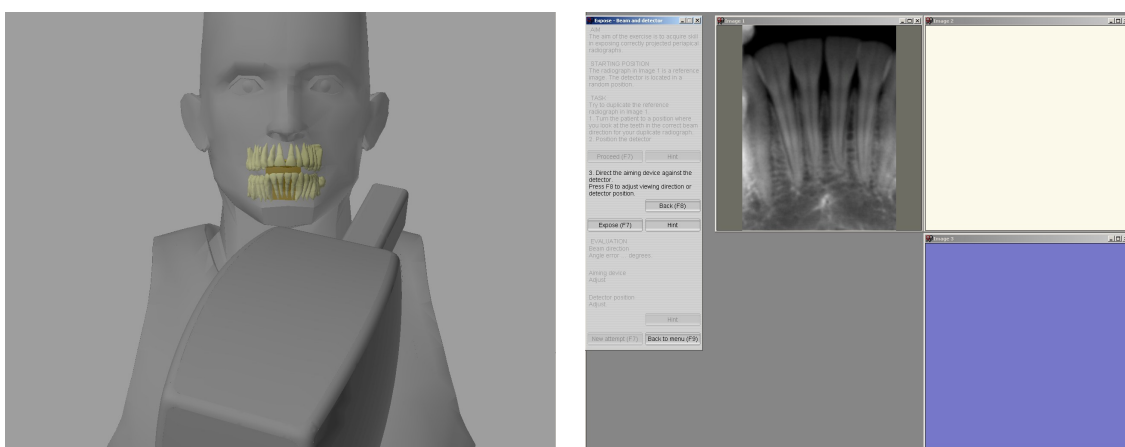 Expose - Beam and detector
AIM
The aim of the exercise is to acquire skill
in exposing correctly projected periapical
radiographs
STARTING POSITION
The radiograph in Image 1 is a reference
image. The detector is located in a
random position.
TASK
Try to duplicate the reference
radiograph in Image 1.
1. Turn the patient to a position where
you look at the teeth in the correct beam
direction for your duplicate radiograph.
2. Position the detector
Proceed (F7)
Hint
3. Direct the aiming device against the
detector.
Press F8 to adjust viewing direction or
detector position.
Back (F8)
Expose (F7)
Hint
EVALUATION
Beam direction:
Angle error ... degrees.
Aiming device
Adjust
Detector position:
Adjust
Hint
New attempt (F7)
Back to menu (F9)
Image 1
Image 2
Image 3